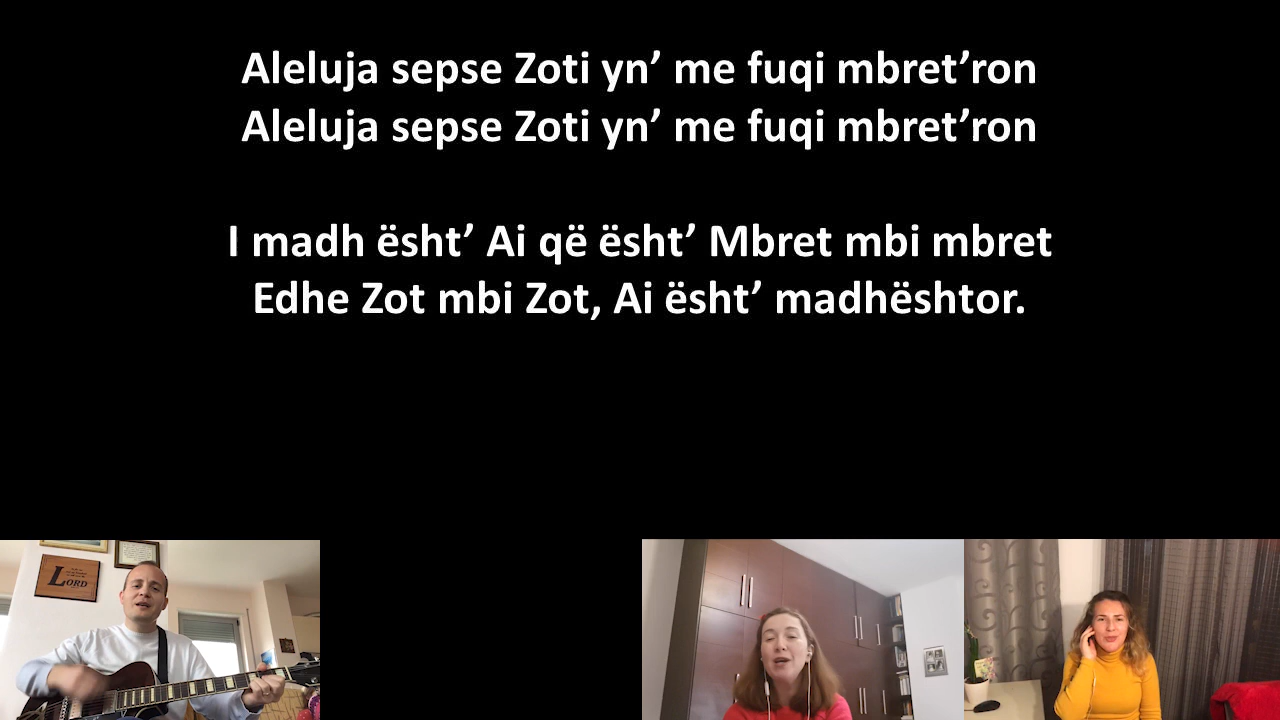 Aleluja sepse Zoti yn’ me fuqi mbret’ron
Aleluja sepse Zoti yn’ me fuqi mbret’ron
I madh ësht’ Ai që ësht’ Mbret mbi mbret
Edhe Zot mbi Zot, Ai ësht’ madhështor.
LORD